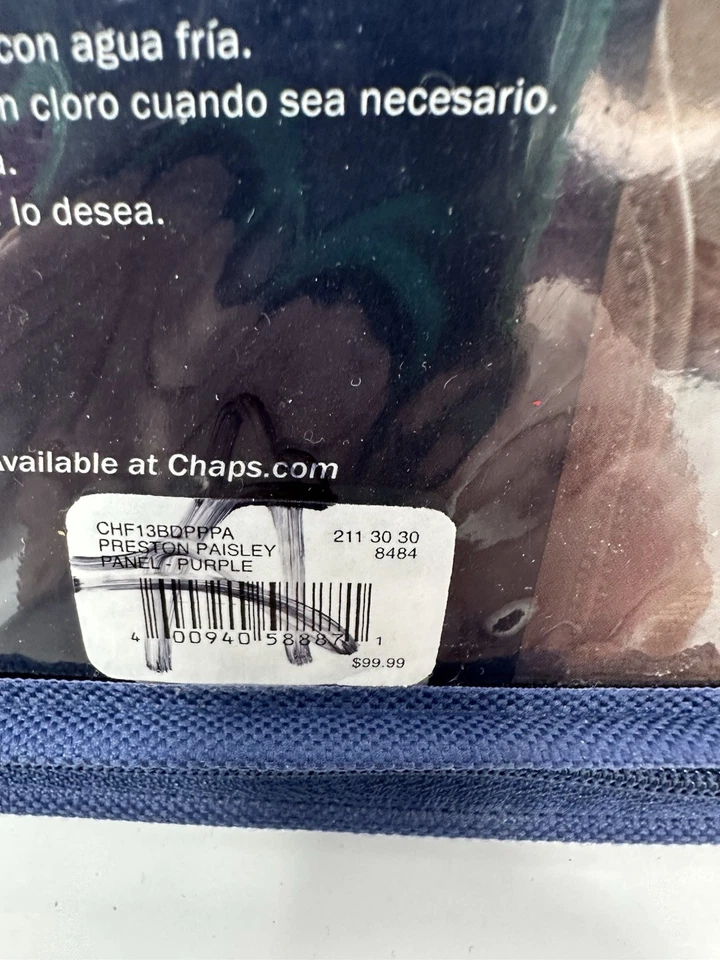 con agua fría.
cloro cuando sea necesario.
lo desea.
Available at Chaps.com
CHF13BDPPPA
PRESTON PAISLEY
PANEL - PURPLE
211 30 30
8484
4 00940 58887 1
$99.99